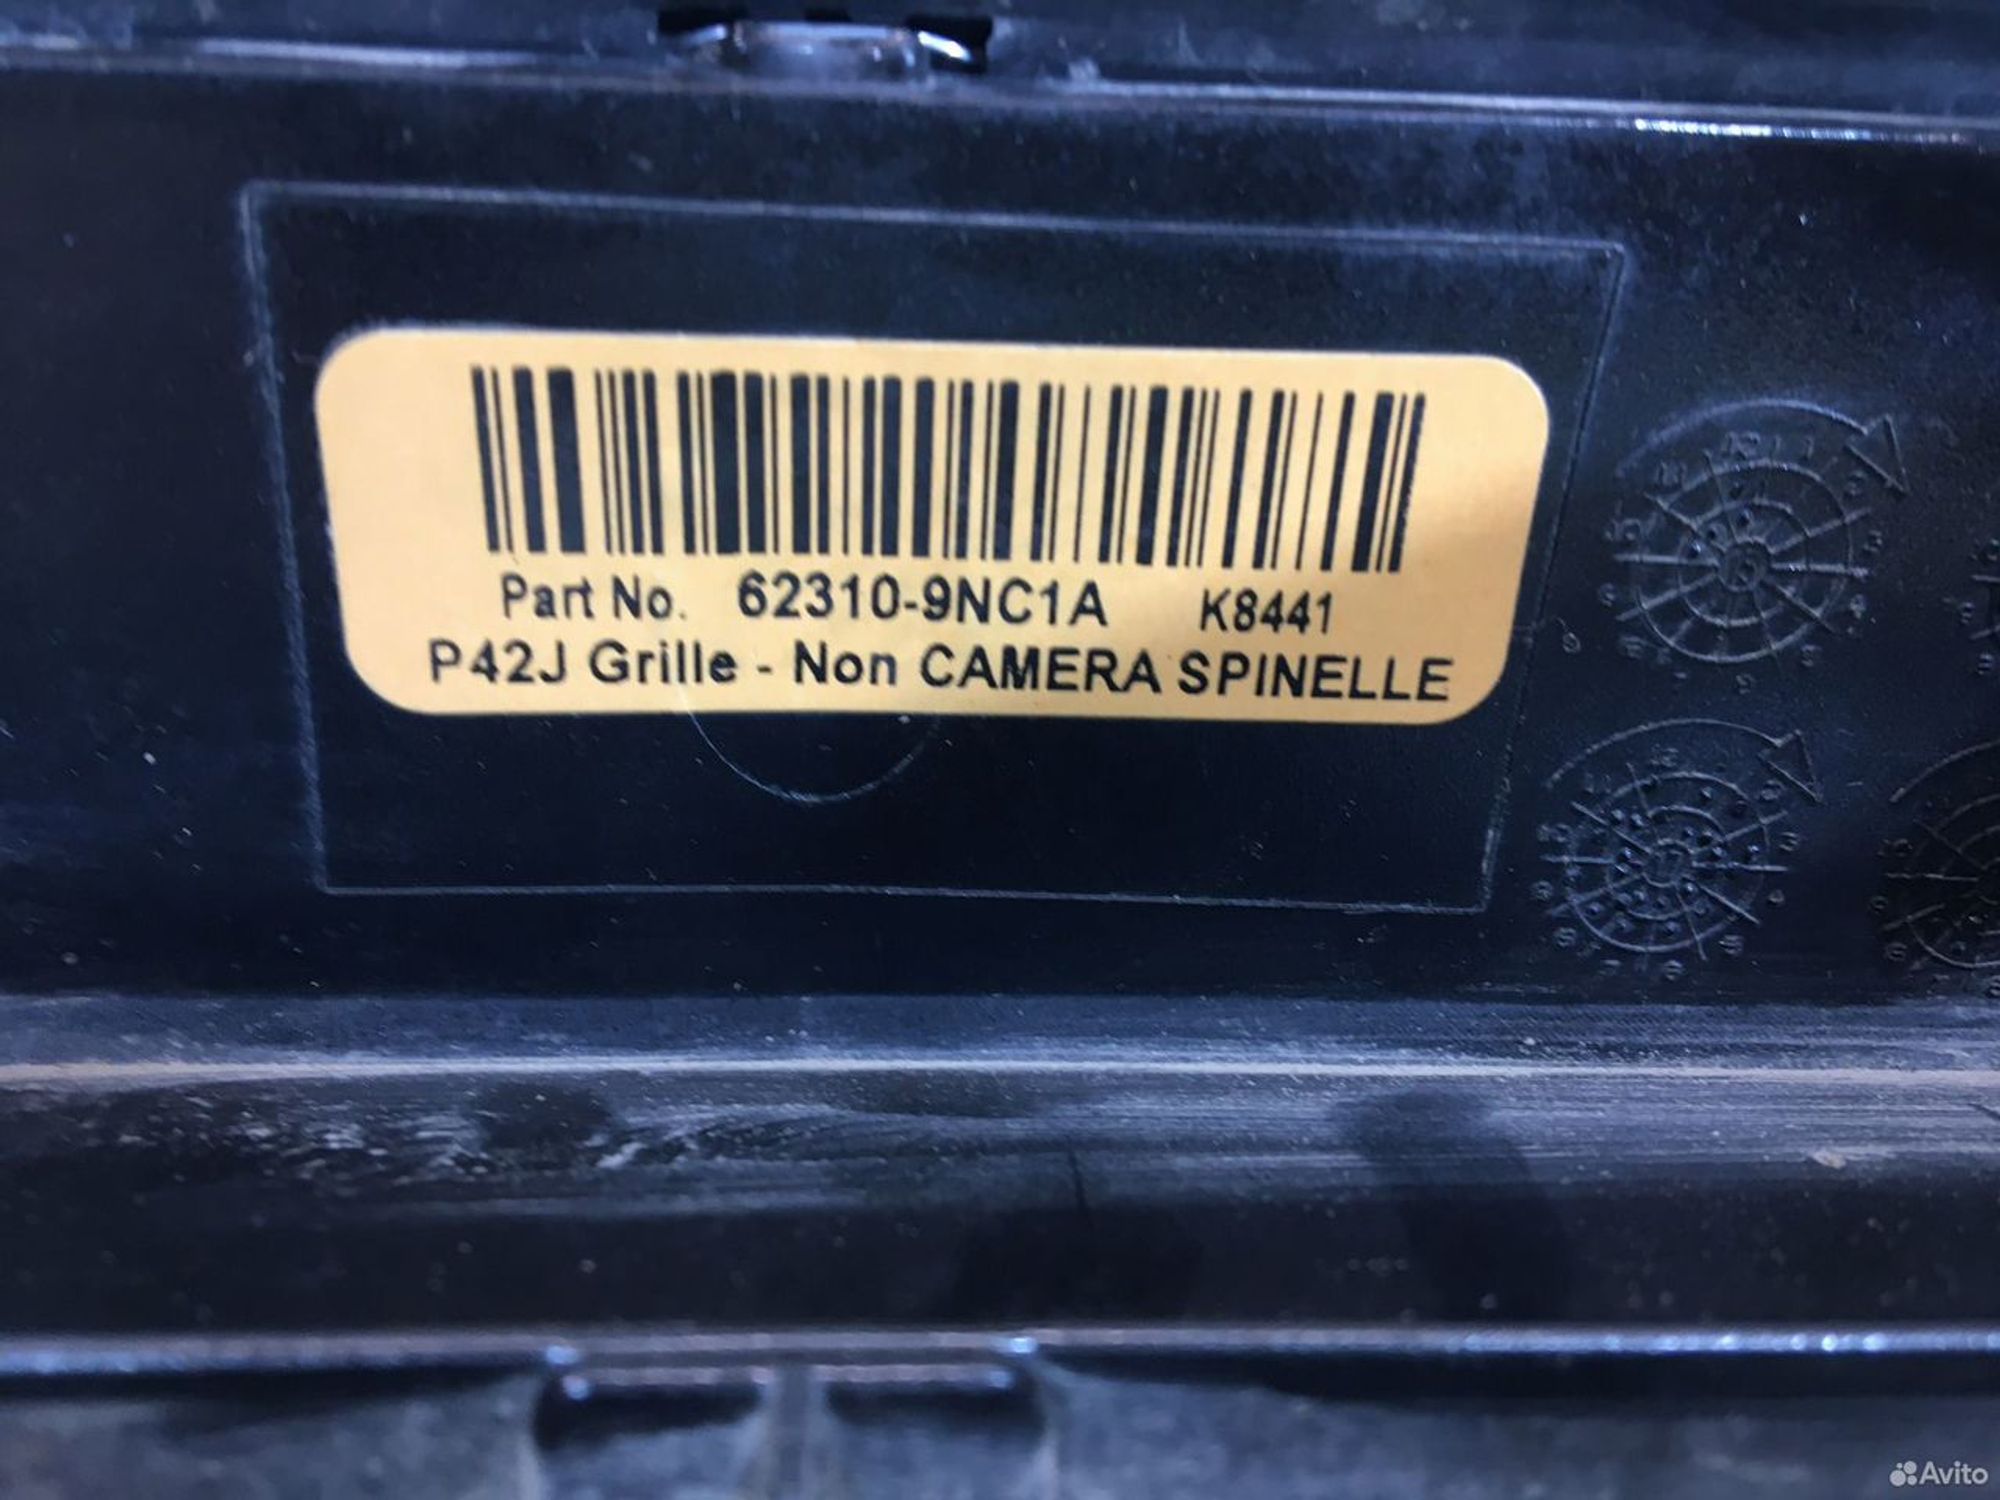 Part No. 62310-9NC1A K8441
P42J Grille - Non CAMERA SPINELLE
Avito